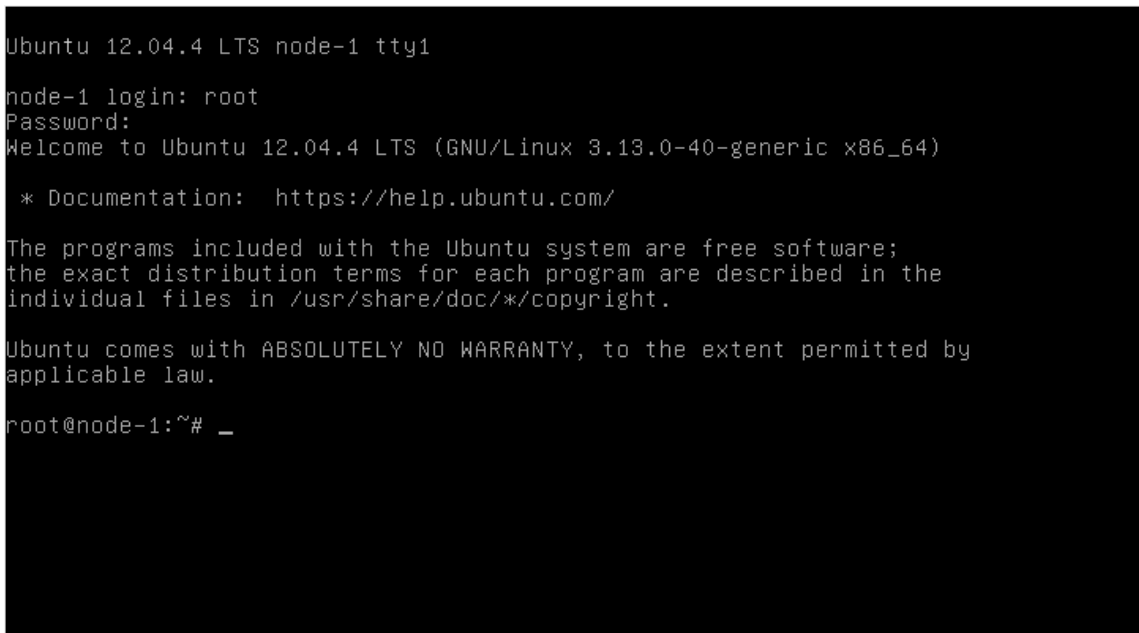 Ubuntu 12.04.4 LTS node-1 tty1
node-1 login: root
Password:
Welcome to Ubuntu 12.04.4 LTS (GNU/Linux 3.13.0-40-generic x86_64)
* Documentation:  https://help.ubuntu.com/
The programs included with the Ubuntu system are free software;
the exact distribution terms for each program are described in the
individual files in /usr/share/doc/*/copyright.
Ubuntu comes with ABSOLUTELY NO WARRANTY, to the extent permitted by
applicable law.
root@node-1:~# _